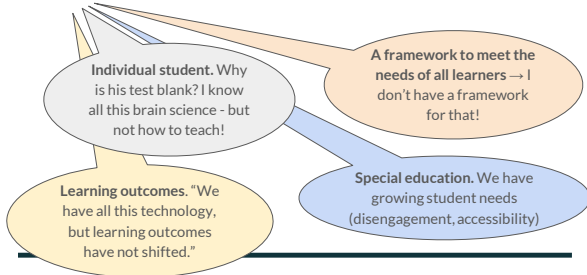 Individual student. Why
is his test blank? I know
all this brain science - but
not how to teach!
A framework to meet the
needs of all learners → I
don't have a framework
for that!
Learning outcomes. “We
have all this technology,
but learning outcomes
have not shifted.”
Special education. We have
growing student needs
(disengagement, accessibility)